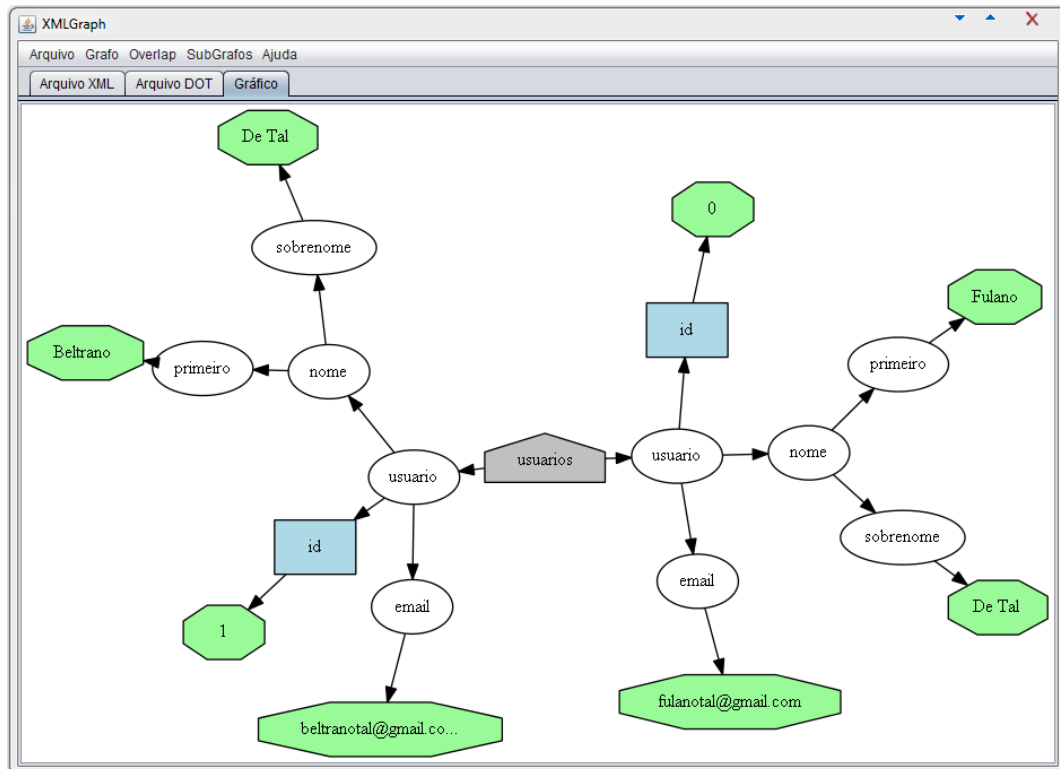 XMLGraph
Arquivo Grafo Overlap SubGrafos Ajuda
Arquivo XML Arquivo DOT Gráfico
De Tal
0
sobrenome
Fulano
id
Beltrano
primeiro
nome
primeiro
usuario
usuarios
usuario
nome
id
sobrenome
email
email
De Tal
1
beltranotal@gmail.co...
fulanotal@gmail.com